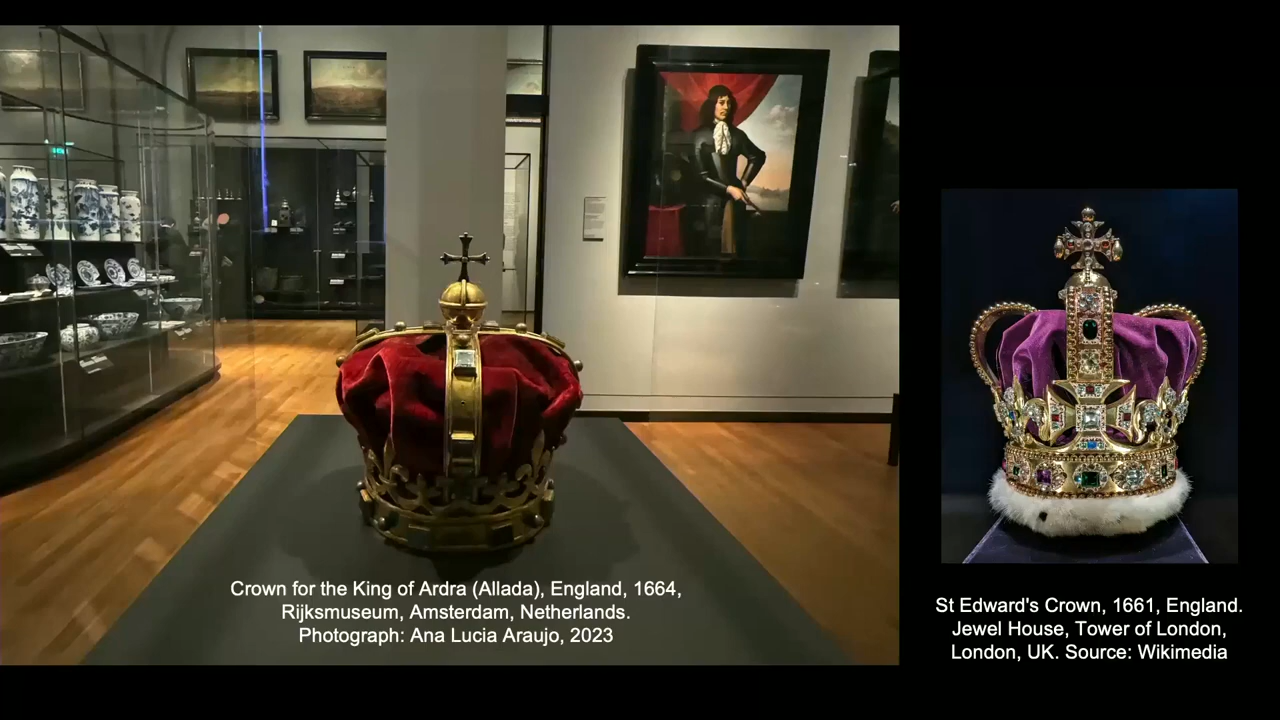 Crown for the King of Ardra (Allada), England, 1664,
Rijksmuseum, Amsterdam, Netherlands.
Photograph: Ana Lucia Araujo, 2023
St Edward's Crown, 1661, England.
Jewel House, Tower of London,
London, UK. Source: Wikimedia